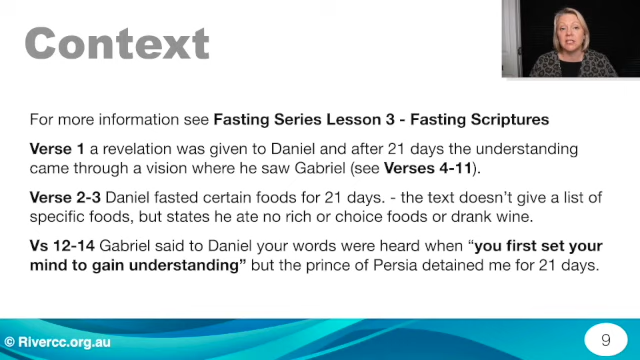 Context
For more information see Fasting Series Lesson 3 - Fasting Scriptures
Verse 1 a revelation was given to Daniel and after 21 days the understanding
came through a vision where he saw Gabriel (see Verses 4-11).
Verse 2-3 Daniel fasted certain foods for 21 days. - the text doesn’t give a list of
specific foods, but states he ate no rich or choice foods or drank wine.
Vs 12-14 Gabriel said to Daniel your words were heard when “you first set your
mind to gain understanding” but the prince of Persia detained me for 21 days.
© Rivercc.org.au
9